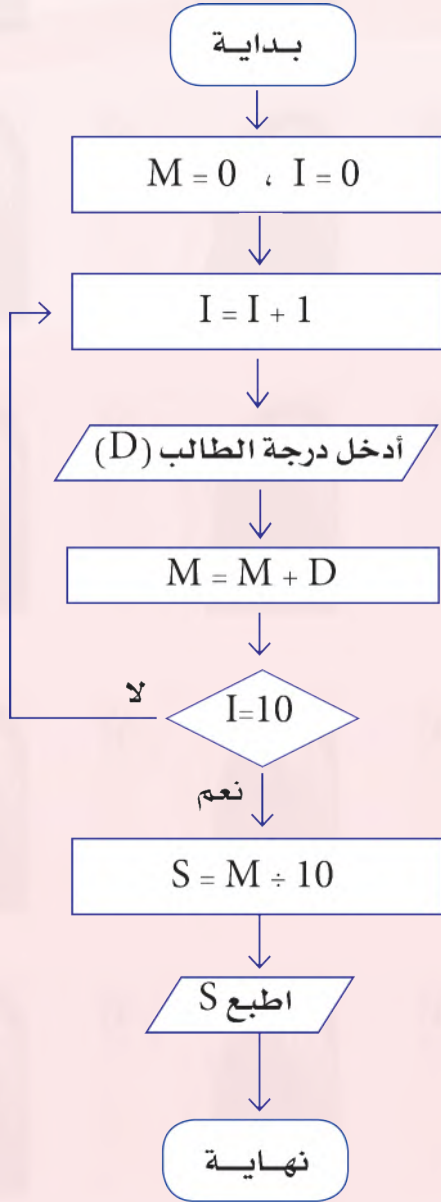 بداية
M = 0 ، I = 0
I = I + 1
أدخل درجة الطالب (D)
M = M + D
I=10
لا
نعم
S = M ÷ 10
اطبع S
نهاية